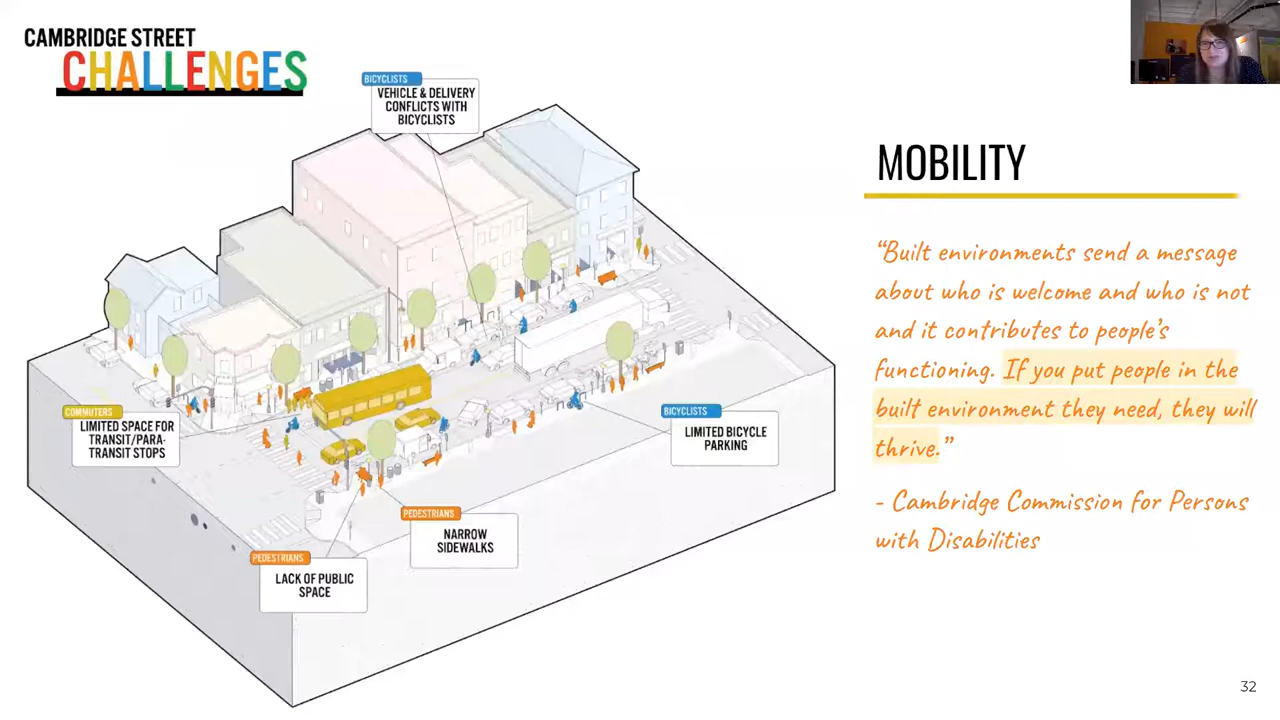 CAMBRIDGE STREET
CHALLENGES
BICYCLISTS
VEHICLE & DELIVERY
CONFLICTS WITH
BICYCLISTS
COMMUTERS
LIMITED SPACE FOR
TRANSIT/PARA-
TRANSIT STOPS
BICYCLISTS
LIMITED BICYCLE
PARKING
PEDESTRIANS
NARROW
SIDEWALKS
PEDESTRIANS
LACK OF PUBLIC
SPACE
MOBILITY
“Built environments send a message
about who is welcome and who is not
and it contributes to people’s
functioning. If you put people in the
built environment they need, they will
thrive.”
- Cambridge Commission for Persons
with Disabilities
32